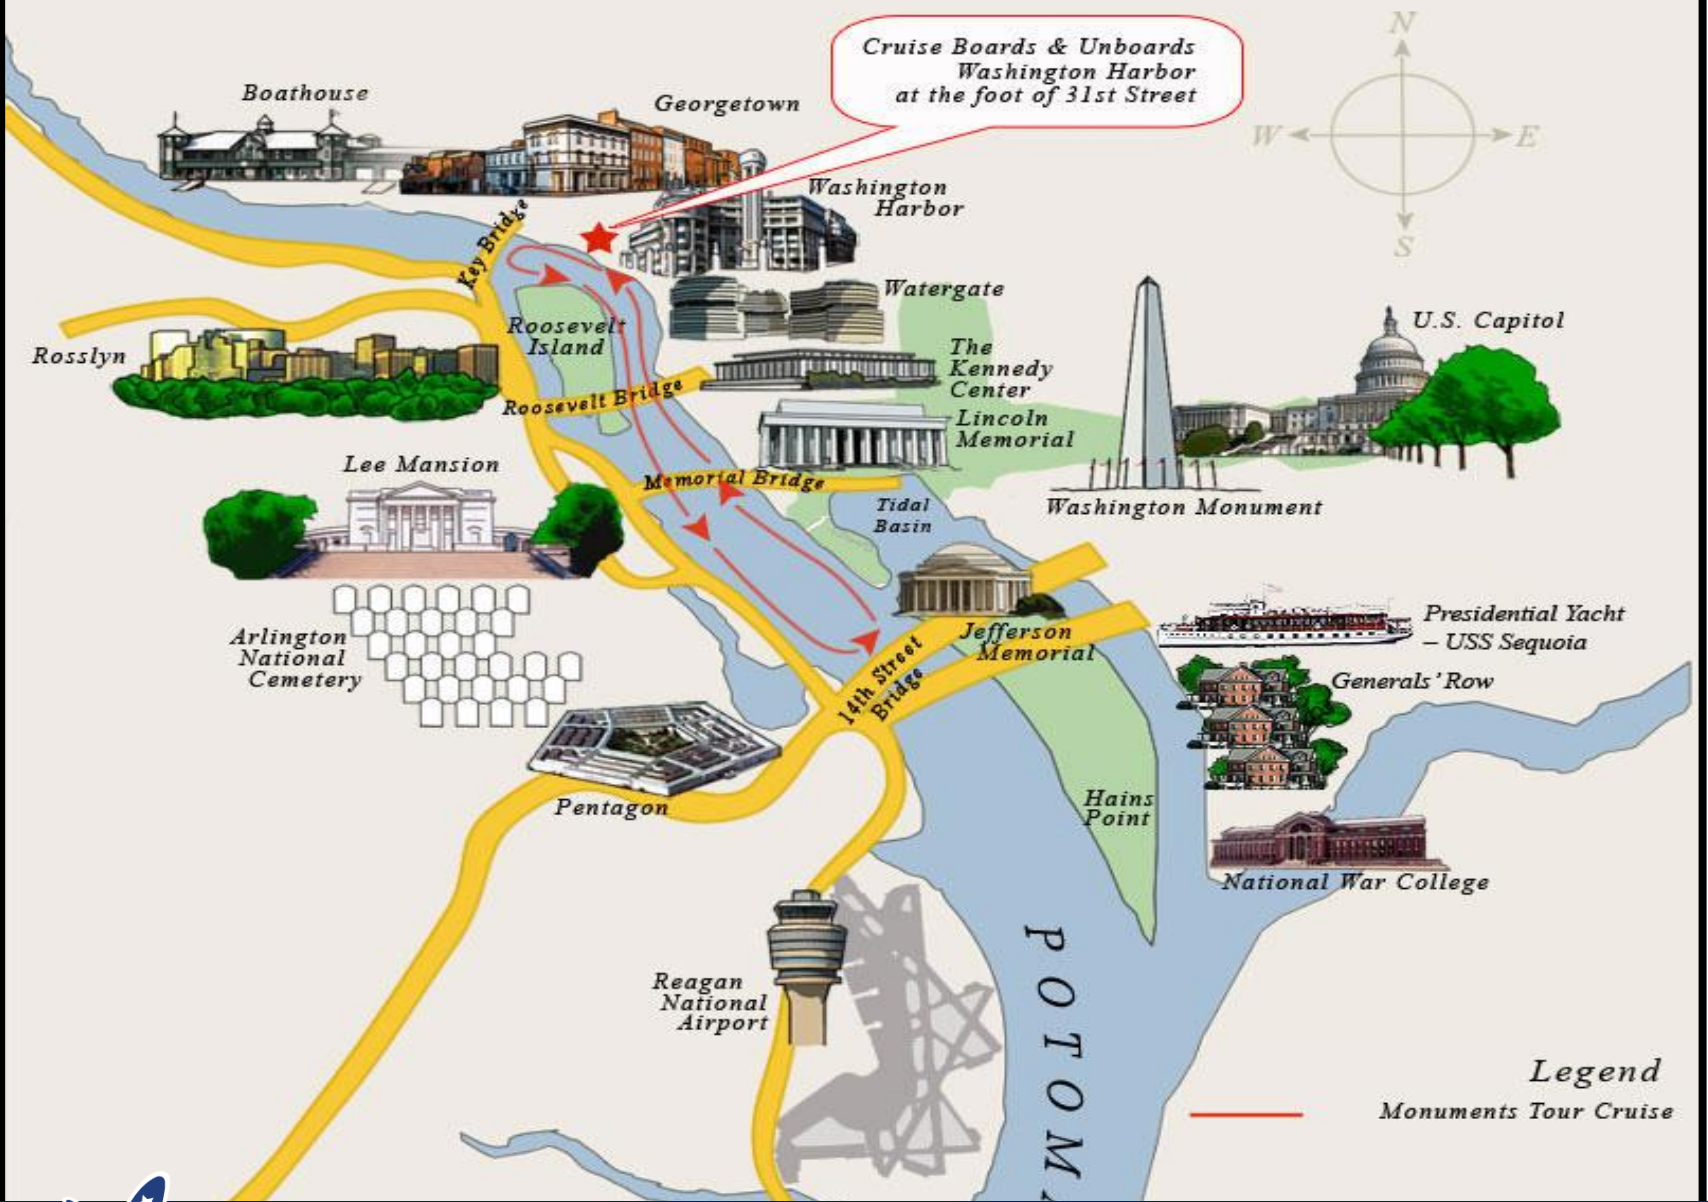 Cruise Boards & Unboards
Washington Harbor
at the foot of 31st Street
N
W
E
S
Boathouse
Georgetown
Washington
Harbor
Key Bridge
Watergate
Roosevelt
Island
Rosslyn
The
Kennedy
Center
U.S. Capitol
Roosevelt Bridge
Lincoln
Memorial
Lee Mansion
Memorial Bridge
Tidal
Basin
Washington Monument
Arlington
National
Cemetery
Jefferson
Memorial
14th Street
Bridge
Presidential Yacht
– USS Sequoia
Generals' Row
Pentagon
Hains
Point
National War College
Reagan
National
Airport
POTOM
Legend
Monuments Tour Cruise